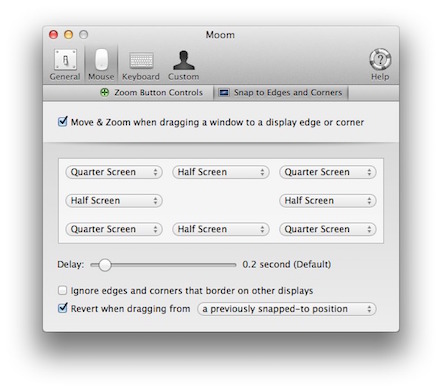 Moom
General Mouse Keyboard Custom Help
Zoom Button Controls Snap to Edges and Corners
Move & Zoom when dragging a window to a display edge or corner
Quarter Screen Half Screen Quarter Screen
Half Screen Half Screen
Quarter Screen Half Screen Quarter Screen
Delay: 0.2 second (Default)
Ignore edges and corners that border on other displays
Revert when dragging from a previously snapped-to position